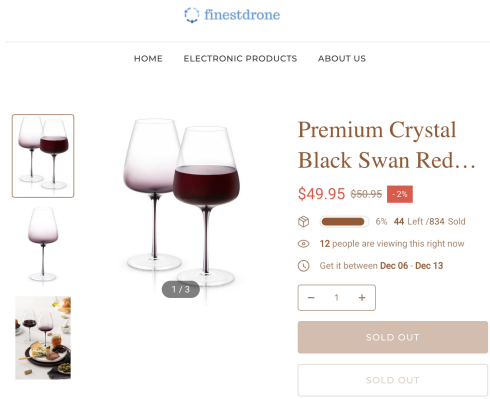 finestdrone
HOME ELECTRONIC PRODUCTS ABOUT US
Premium Crystal
Black Swan Red…
$49.95 $50.95 -2%
6% 44 Left /834 Sold
12 people are viewing this right now
Get it between Dec 06 - Dec 13
− 1 +
SOLD OUT
SOLD OUT
1 / 3